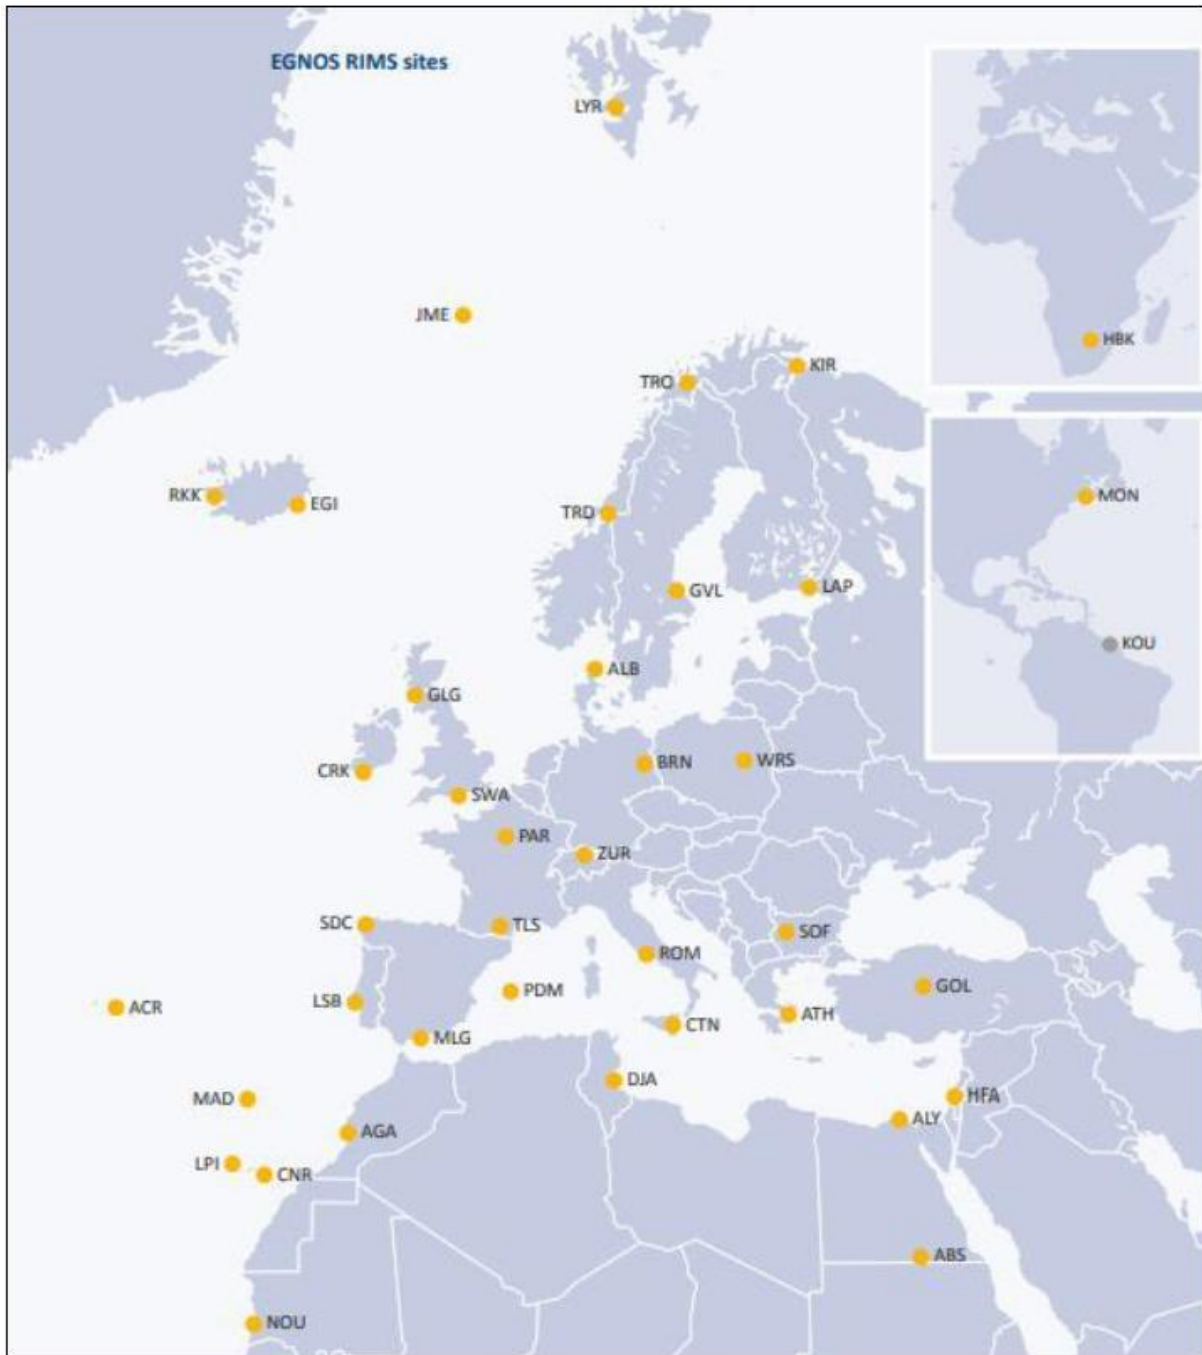 EGNOS RIMS sites
LYR
JME
HBK
TRO
KIR
RKK
EGI
MON
TRD
GVL
LAP
KOU
ALB
GLG
CRK
BRN
WRS
SWA
PAR
ZUR
SDC
TLS
SOF
ROM
ACR
LSB
PDM
GOL
MLG
CTN
ATH
DJA
MAD
HFA
AGA
ALY
LPI
CNR
ABS
NOU